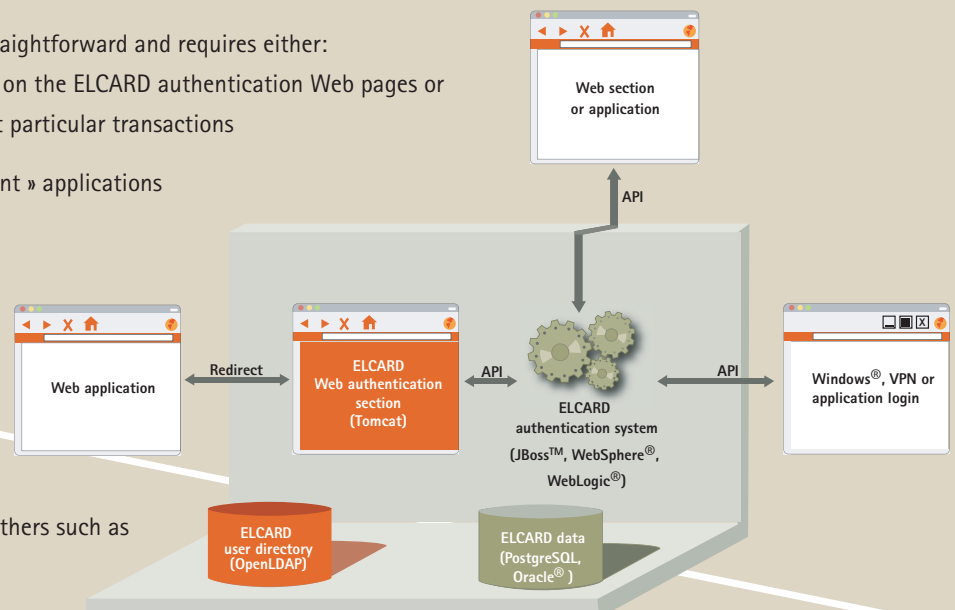 aightforward and requires either:
on the ELCARD authentication Web pages or
t particular transactions
nt » applications
Web section
or application
API
Web application
Redirect
ELCARD
Web authentication
section
(Tomcat)
API
ELCARD
authentication system
(JBoss™, WebSphere®,
WebLogic®)
API
Windows®, VPN or
application login
thers such as
ELCARD
user directory
(OpenLDAP)
ELCARD data
(PostgreSQL,
Oracle® )